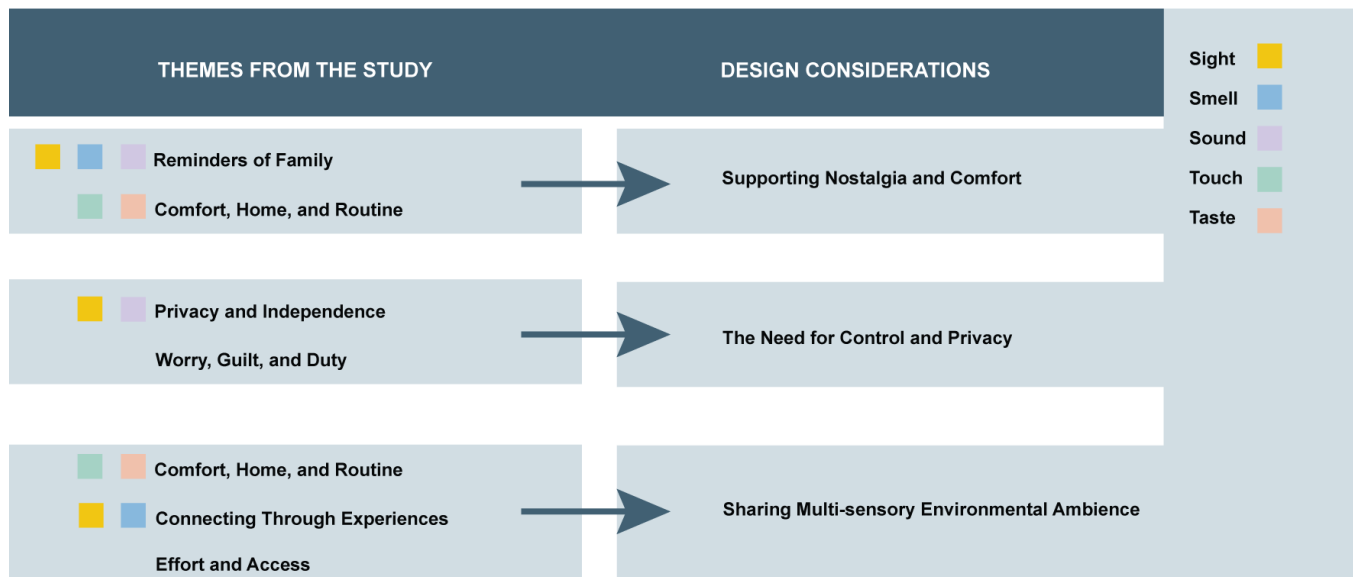 THEMES FROM THE STUDY
DESIGN CONSIDERATIONS
Reminders of Family
Comfort, Home, and Routine
Supporting Nostalgia and Comfort
Privacy and Independence
Worry, Guilt, and Duty
The Need for Control and Privacy
Comfort, Home, and Routine
Connecting Through Experiences
Effort and Access
Sharing Multi-sensory Environmental Ambience
Sight
Smell
Sound
Touch
Taste